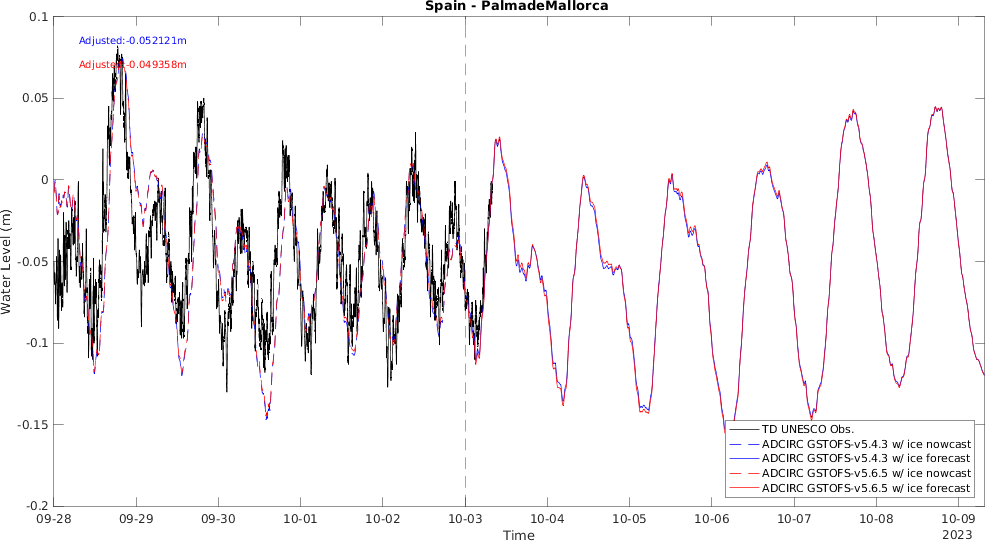 Spain - PalmadeMallorca
Adjusted:-0.052121m
Adjusted:-0.049358m
Water Level (m)
0.1
0.05
0
-0.05
-0.1
-0.15
-0.2
TD UNESCO Obs.
ADCIRC GSTOFS-v5.4.3 w/ ice nowcast
ADCIRC GSTOFS-v5.4.3 w/ ice forecast
ADCIRC GSTOFS-v5.6.5 w/ ice nowcast
ADCIRC GSTOFS-v5.6.5 w/ ice forecast
09-28 09-29 09-30 10-01 10-02 10-03 10-04 10-05 10-06 10-07 10-08 10-09
Time
2023